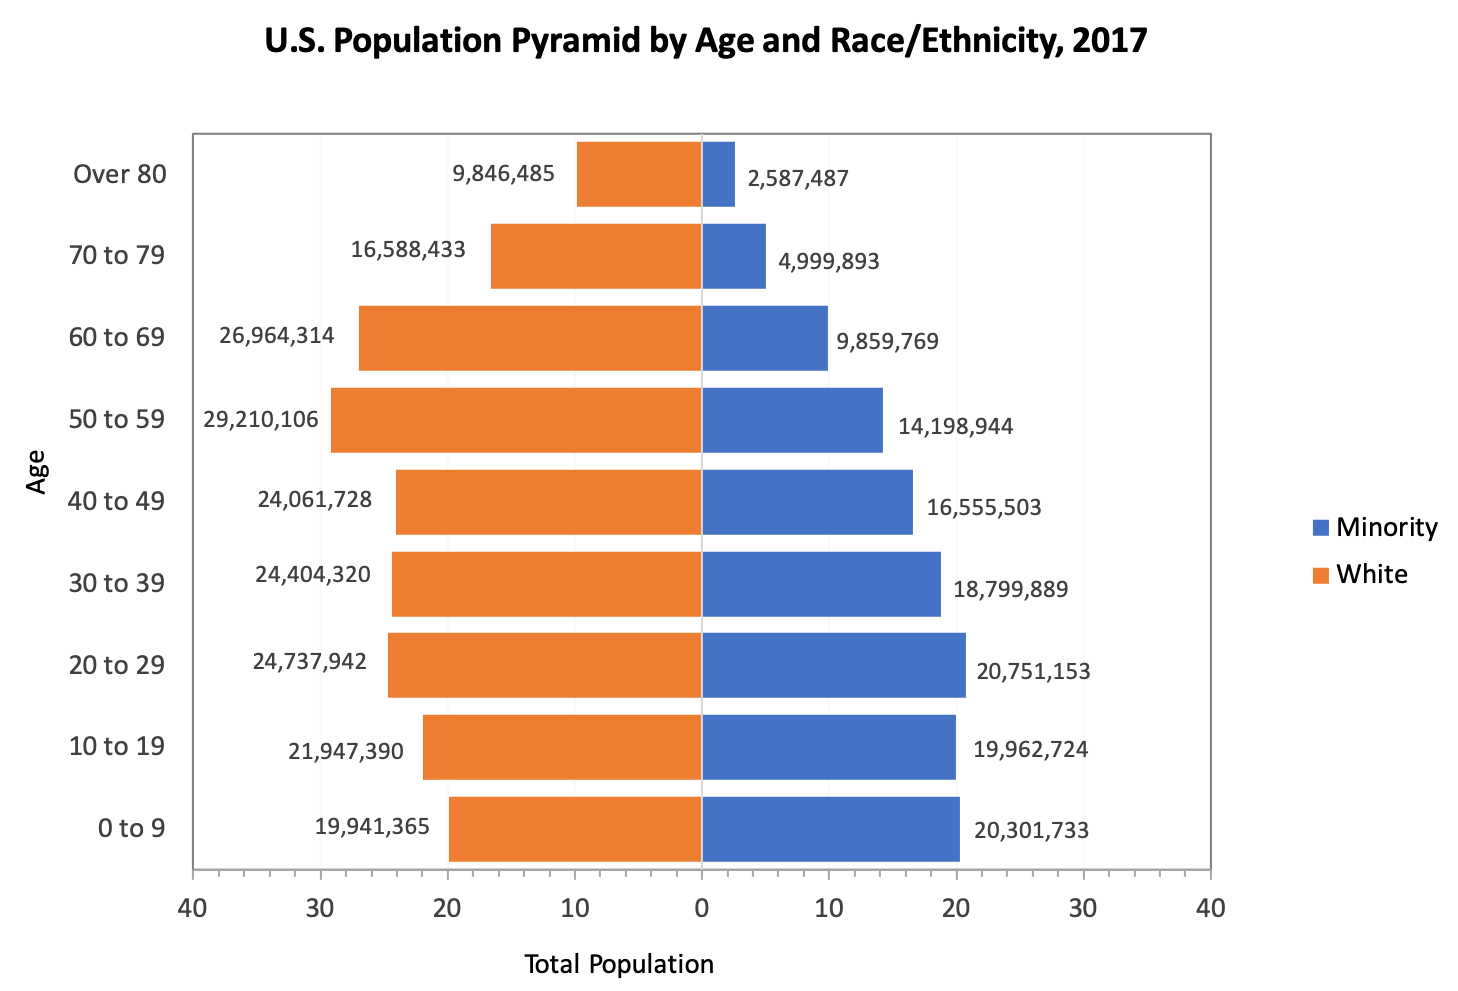 U.S. Population Pyramid by Age and Race/Ethnicity, 2017
Over 80 9,846,485 2,587,487
70 to 79 16,588,433 4,999,893
60 to 69 26,964,314 9,859,769
50 to 59 29,210,106 14,198,944
Age
40 to 49 24,061,728 16,555,503
Minority
White
30 to 39 24,404,320 18,799,889
20 to 29 24,737,942 20,751,153
10 to 19 21,947,390 19,962,724
0 to 9 19,941,365 20,301,733
40 30 20 10 0 10 20 30 40
Total Population